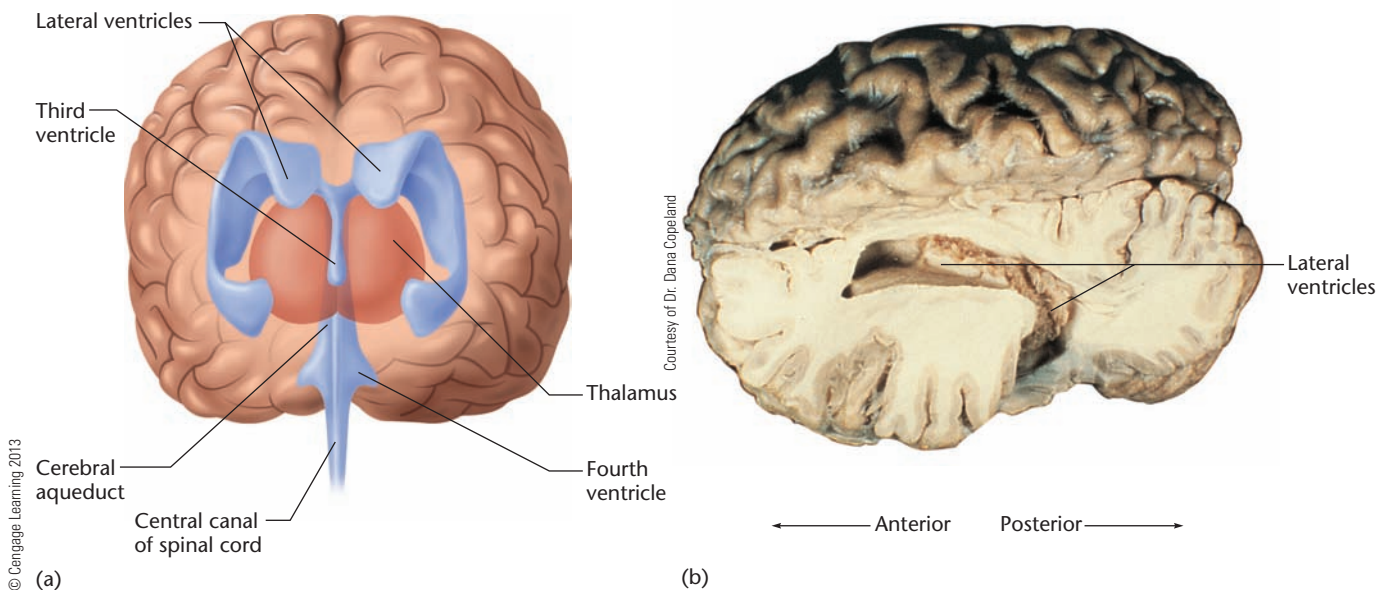 Lateral ventricles
Third
ventricle
Thalamus
Cerebral
aqueduct
Fourth
ventricle
Central canal
of spinal cord
© Cengage Learning 2013
(a)
Courtesy of Dr. Dana Copeland
Lateral
ventricles
Anterior Posterior
(b)